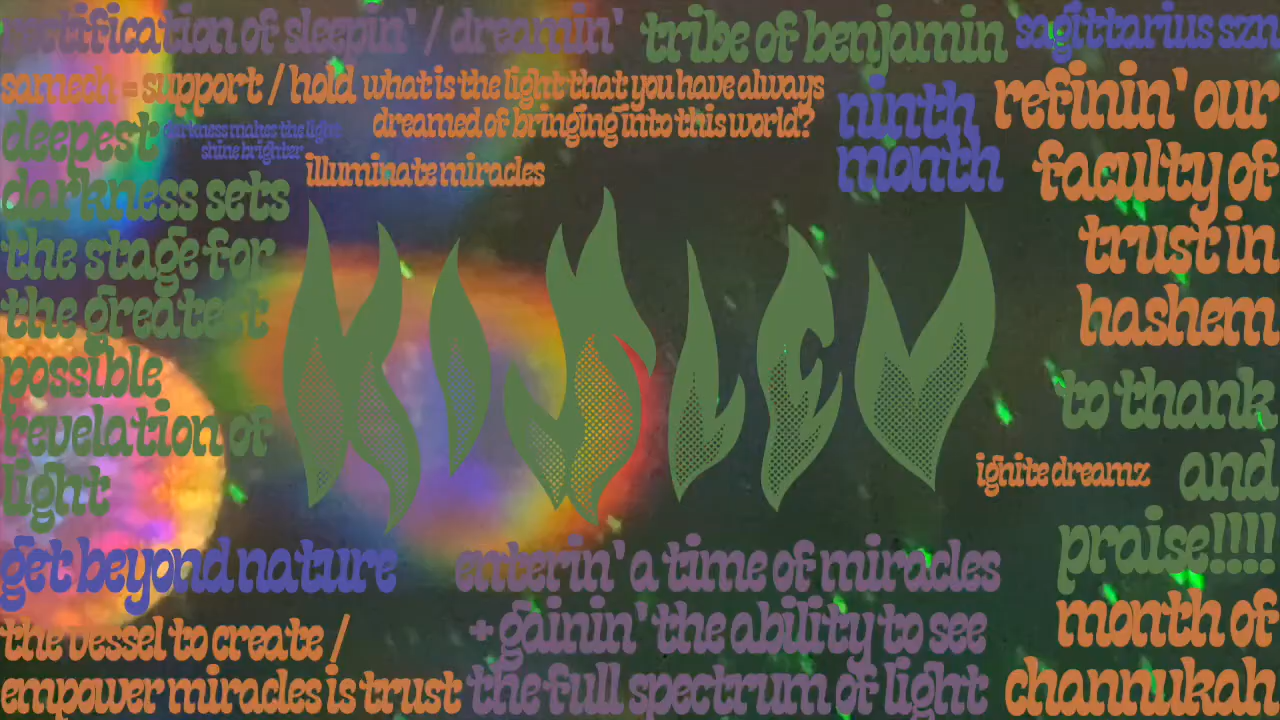 rectification of sleepin' / dreamin'
tribe of benjamin
sagittarius szn
samech = support / hold
what is the light that you have always
dreamed of bringing into this world?
darkness makes the light
shine brighter
illuminate miracles
ninth
month
refinin' our
faculty of
trust in
hashem
deepest
darkness sets
the stage for
the greatest
possible
revelation of
light
KISLEV
to thank
and
praise!!!!
ignite dreamz
get beyond nature
enterin' a time of miracles
+ gainin' the ability to see
the full spectrum of light
the vessel to create /
empower miracles is trust
month of
channukah